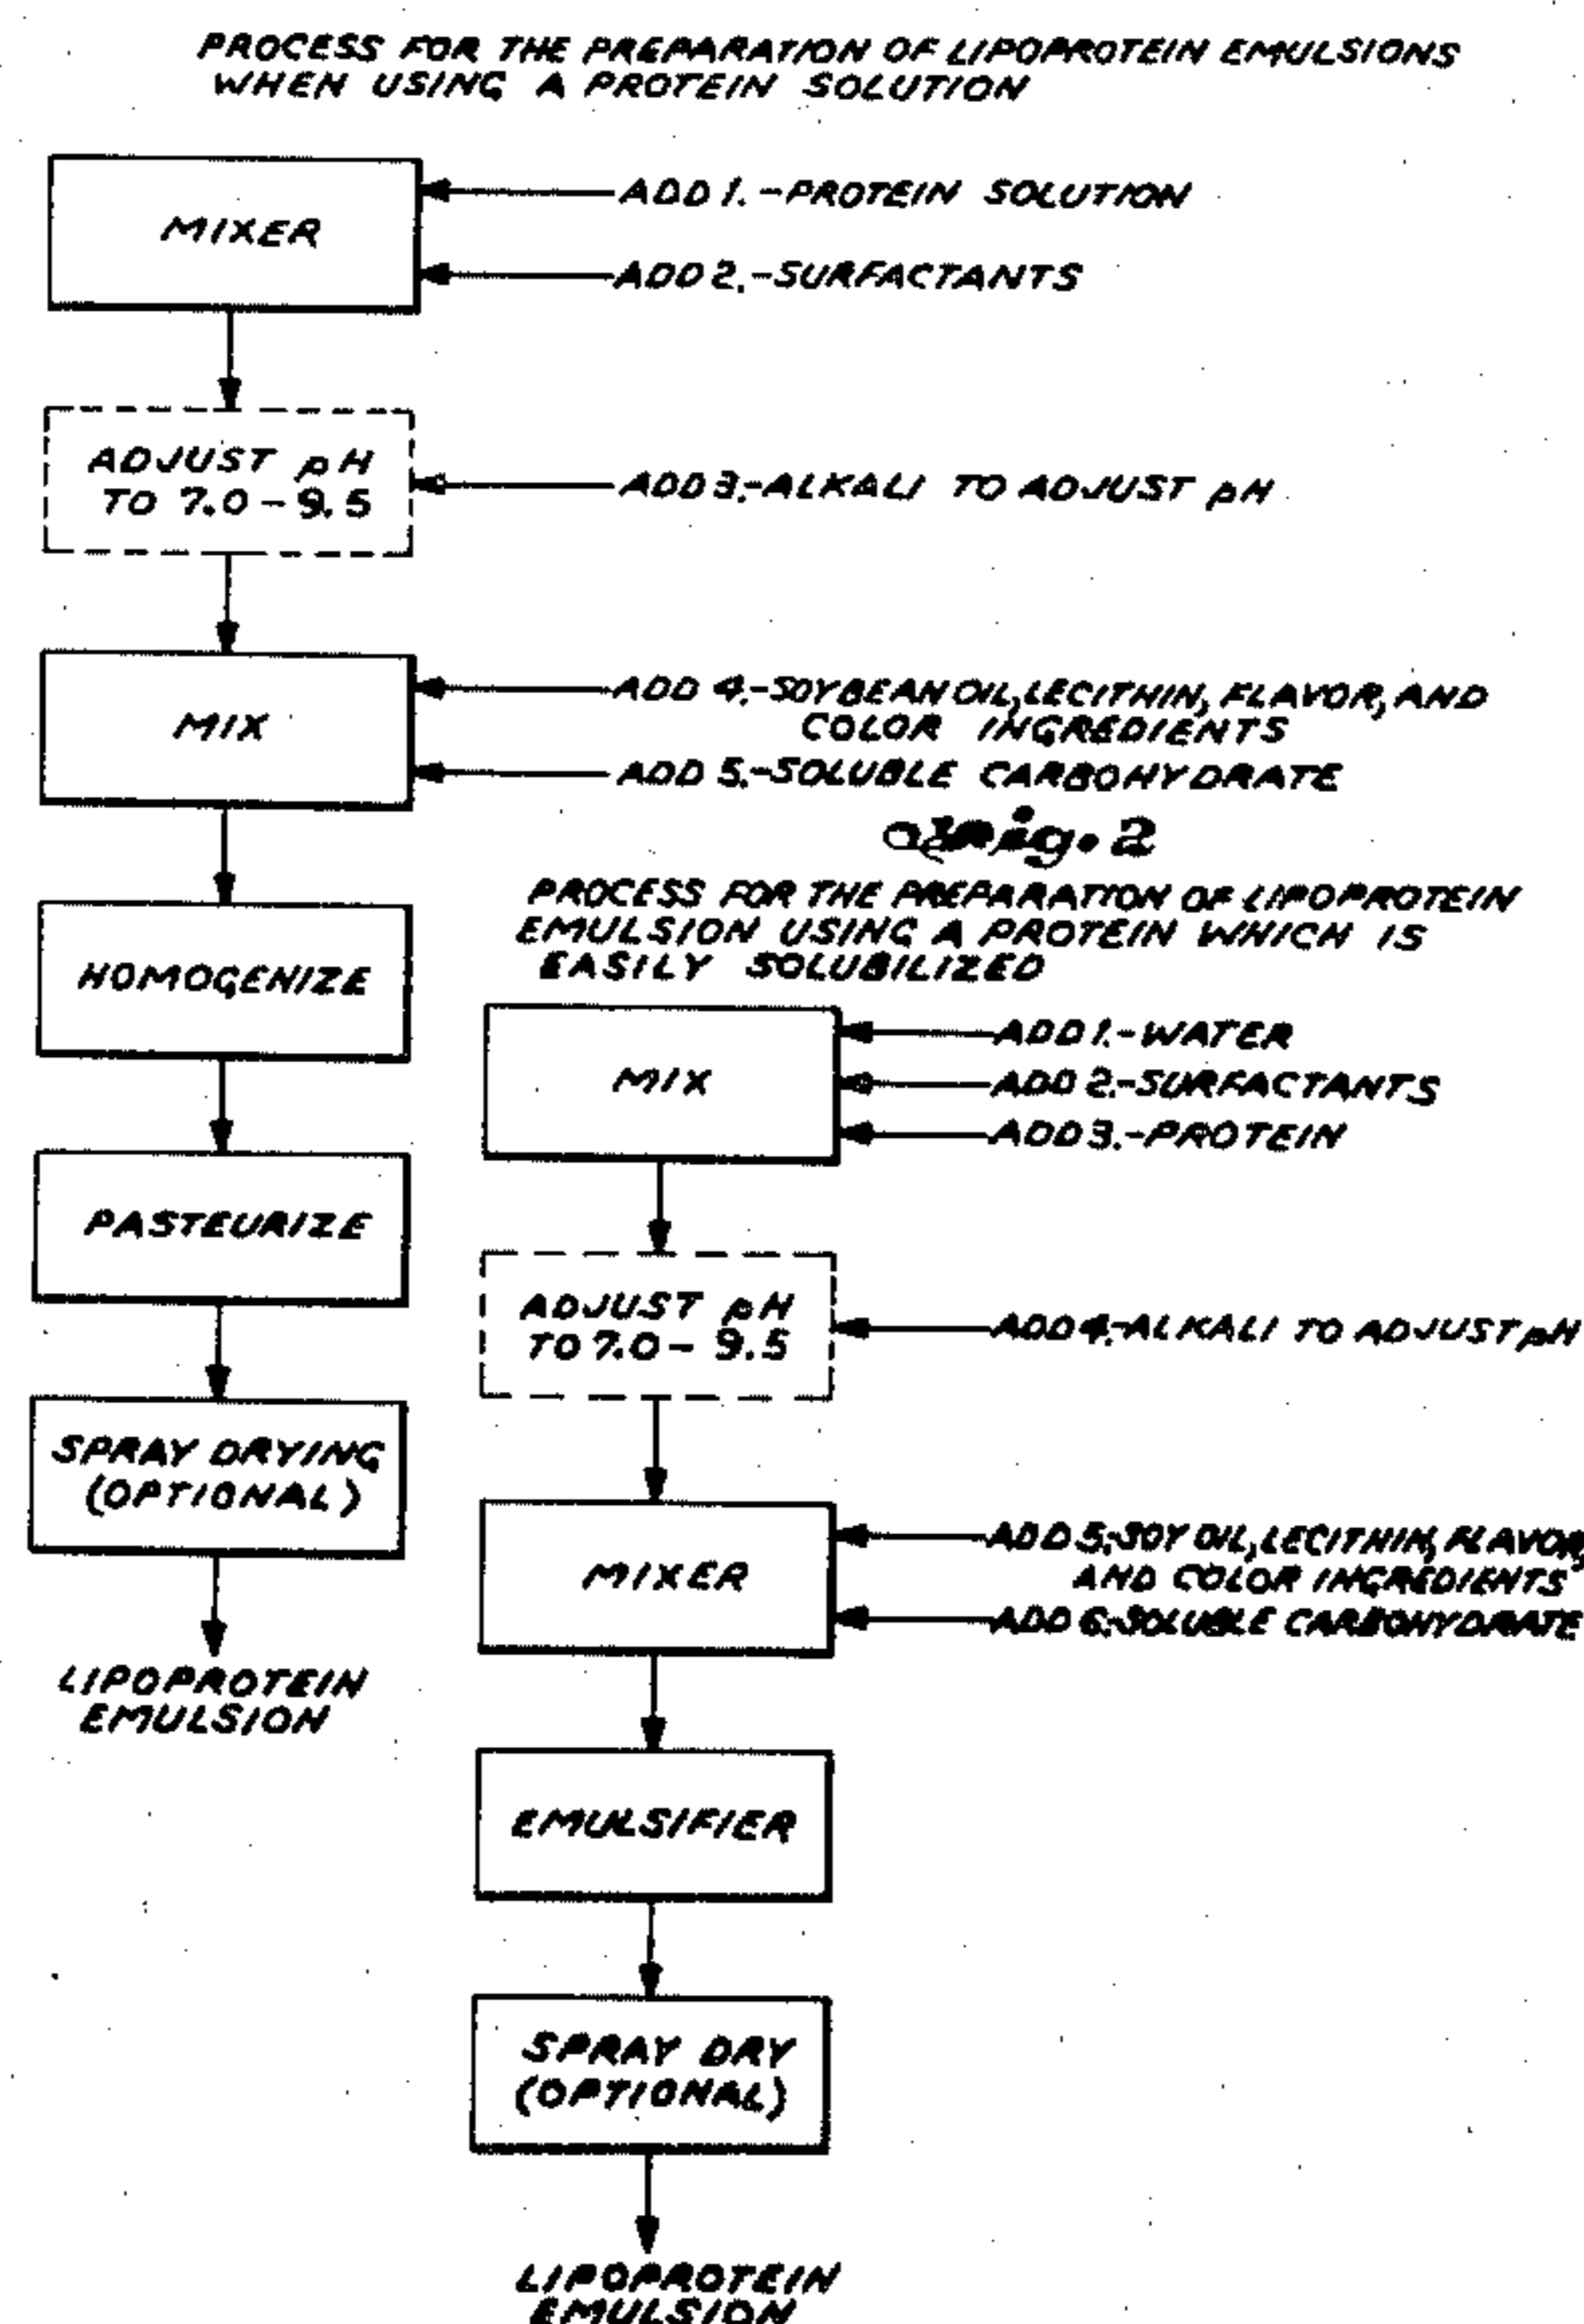 PROCESS FOR THE PREPARATION OF LIPOPROTEIN EMULSIONS
WHEN USING A PROTEIN SOLUTION
MIXER
ADD 1.-PROTEIN SOLUTION
ADD 2.-SURFACTANTS
ADJUST pH
TO 7.0-9.5
ADD 3.-ALKALI TO ADJUST pH
MIX
ADD 4.-SOYBEAN OIL, LECITHIN, FLAVOR, AND
COLOR INGREDIENTS
ADD 5.-SOLUBLE CARBOHYDRATE
HOMOGENIZE
PASTEURIZE
SPRAY DRYING
(OPTIONAL)
LIPOPROTEIN
EMULSION
Fig. 2
PROCESS FOR THE PREPARATION OF LIPOPROTEIN
EMULSION USING A PROTEIN WHICH IS
EASILY SOLUBILIZED
MIX
ADD 1.-WATER
ADD 2.-SURFACTANTS
ADD 3.-PROTEIN
ADJUST pH
TO 7.0-9.5
ADD 4.-ALKALI TO ADJUST pH
MIXER
ADD 5.-SOY OIL, LECITHIN, FLAVOR,
AND COLOR INGREDIENTS
ADD 6.-SOLUBLE CARBOHYDRATE
EMULSIFIER
SPRAY DRY
(OPTIONAL)
LIPOPROTEIN
EMULSION